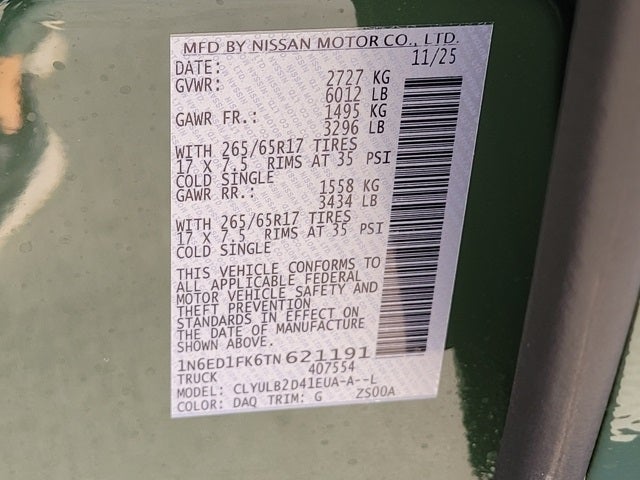 MFD BY NISSAN MOTOR CO., LTD.
DATE: 11/25
GVWR: 2727 KG
6012 LB
GAWR FR.: 1495 KG
3296 LB
WITH 265/65R17 TIRES
17 X 7.5 RIMS AT 35 PSI
COLD SINGLE
GAWR RR.: 1558 KG
3434 LB
WITH 265/65R17 TIRES
17 X 7.5 RIMS AT 35 PSI
COLD SINGLE
THIS VEHICLE CONFORMS TO
ALL APPLICABLE FEDERAL
MOTOR VEHICLE SAFETY AND
THEFT PREVENTION
STANDARDS IN EFFECT ON
THE DATE OF MANUFACTURE
SHOWN ABOVE.
1N6ED1FK6TN621191
TRUCK 407554
MODEL: CLYULB2D41EUA-A--L
COLOR: DAQ TRIM: G ZS00A